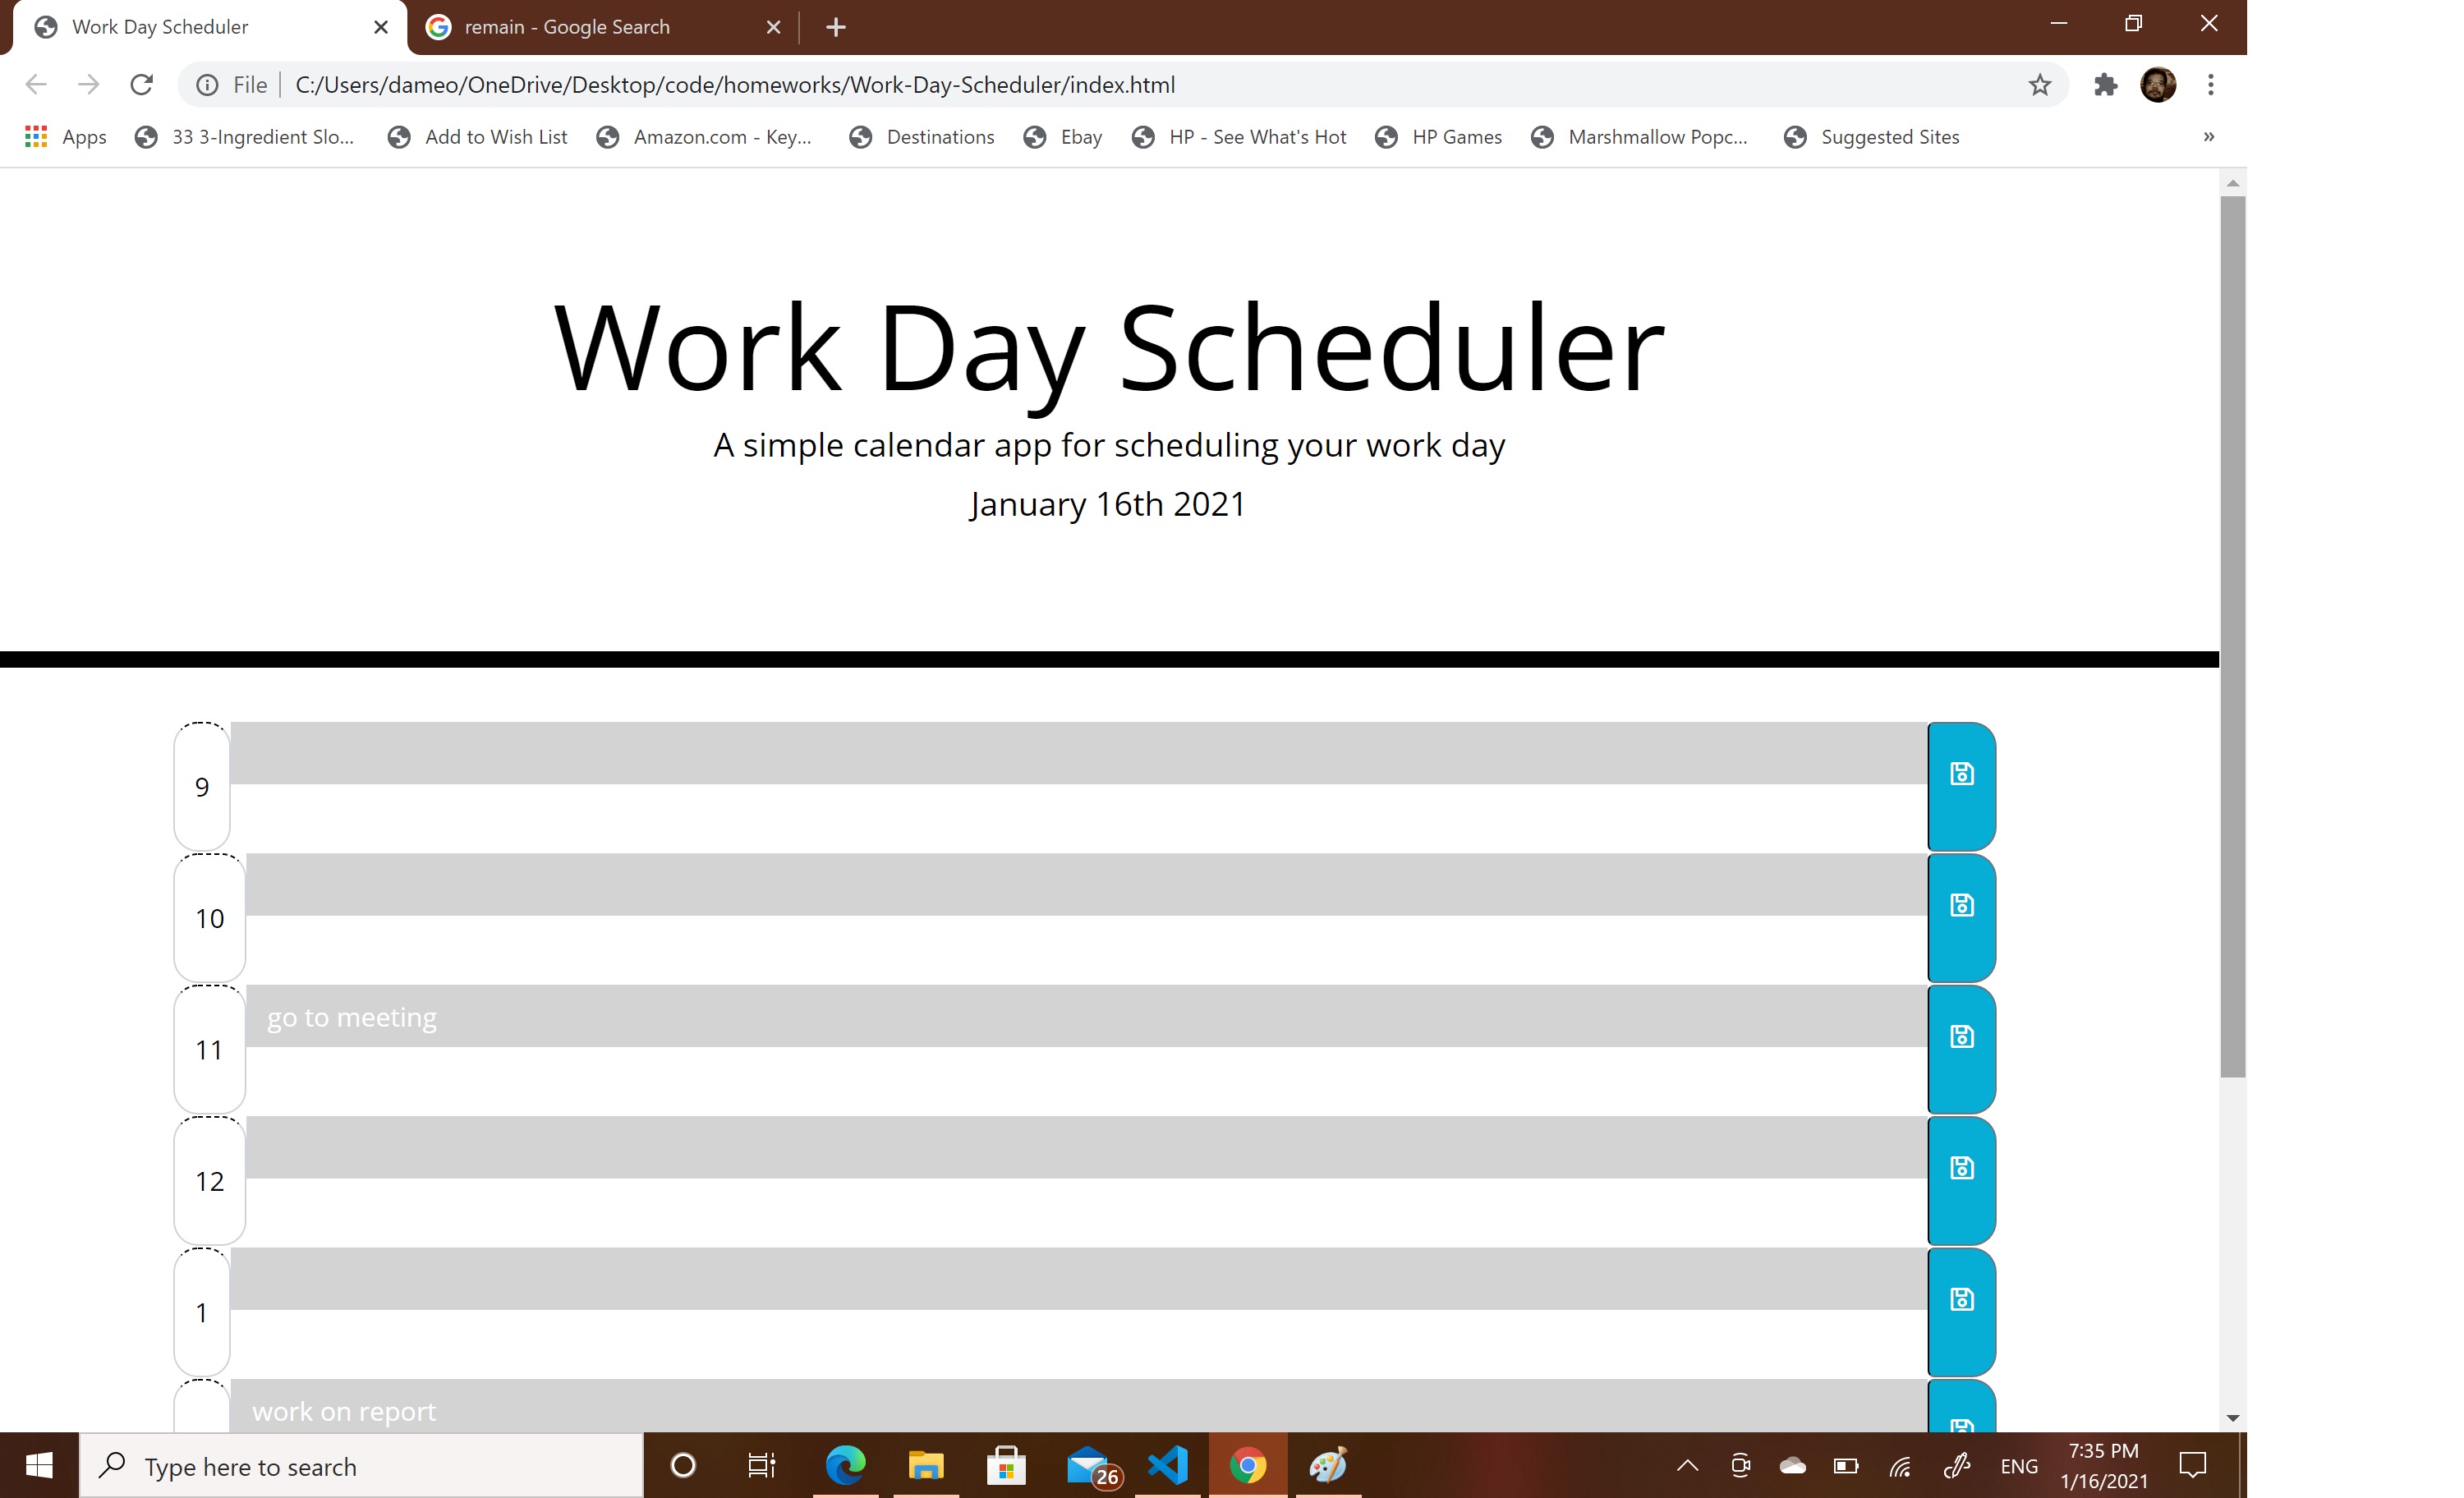 Work Day Scheduler
remain - Google Search
File
C:/Users/dameo/OneDrive/Desktop/code/homeworks/Work-Day-Scheduler/index.html
Apps
33 3-Ingredient Slo...
Add to Wish List
Amazon.com - Key...
Destinations
Ebay
HP - See What's Hot
HP Games
Marshmallow Popc...
Suggested Sites
»
Work Day Scheduler
A simple calendar app for scheduling your work day
January 16th 2021
9
10
11
go to meeting
12
1
work on report
Type here to search
26
ENG
7:35 PM
1/16/2021